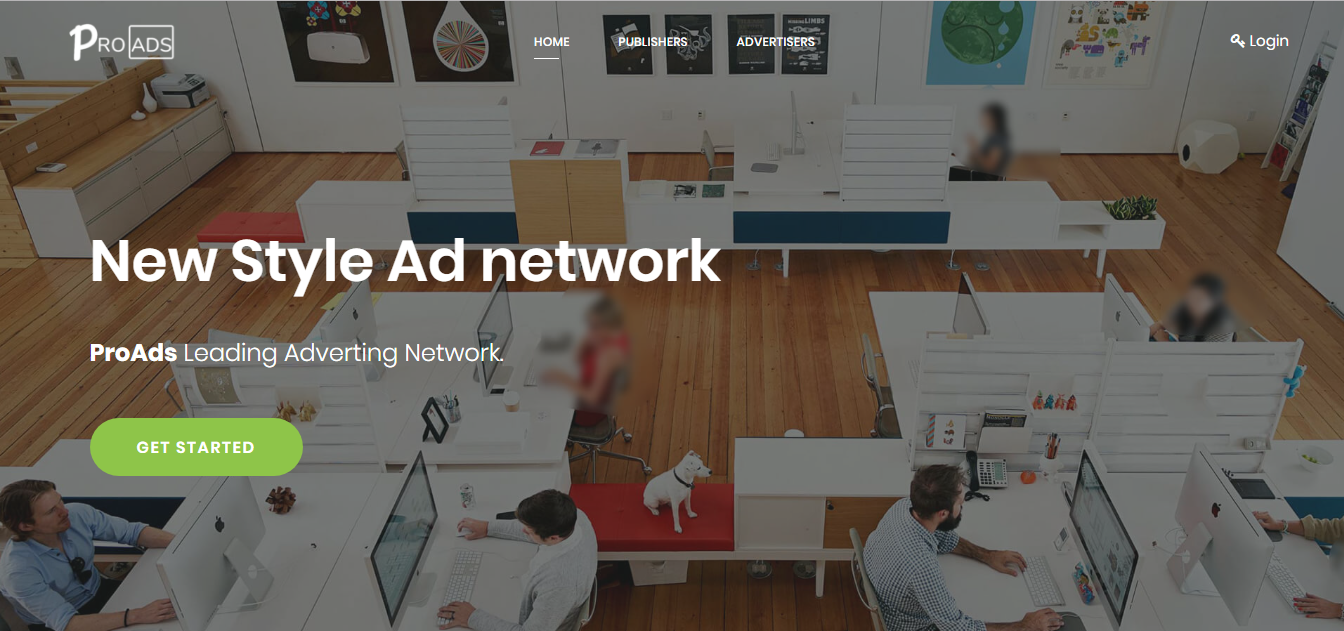 PRO ADS
HOME
PUBLISHERS
ADVERTISERS
Login
New Style Ad network
ProAds Leading Adverting Network.
GET STARTED